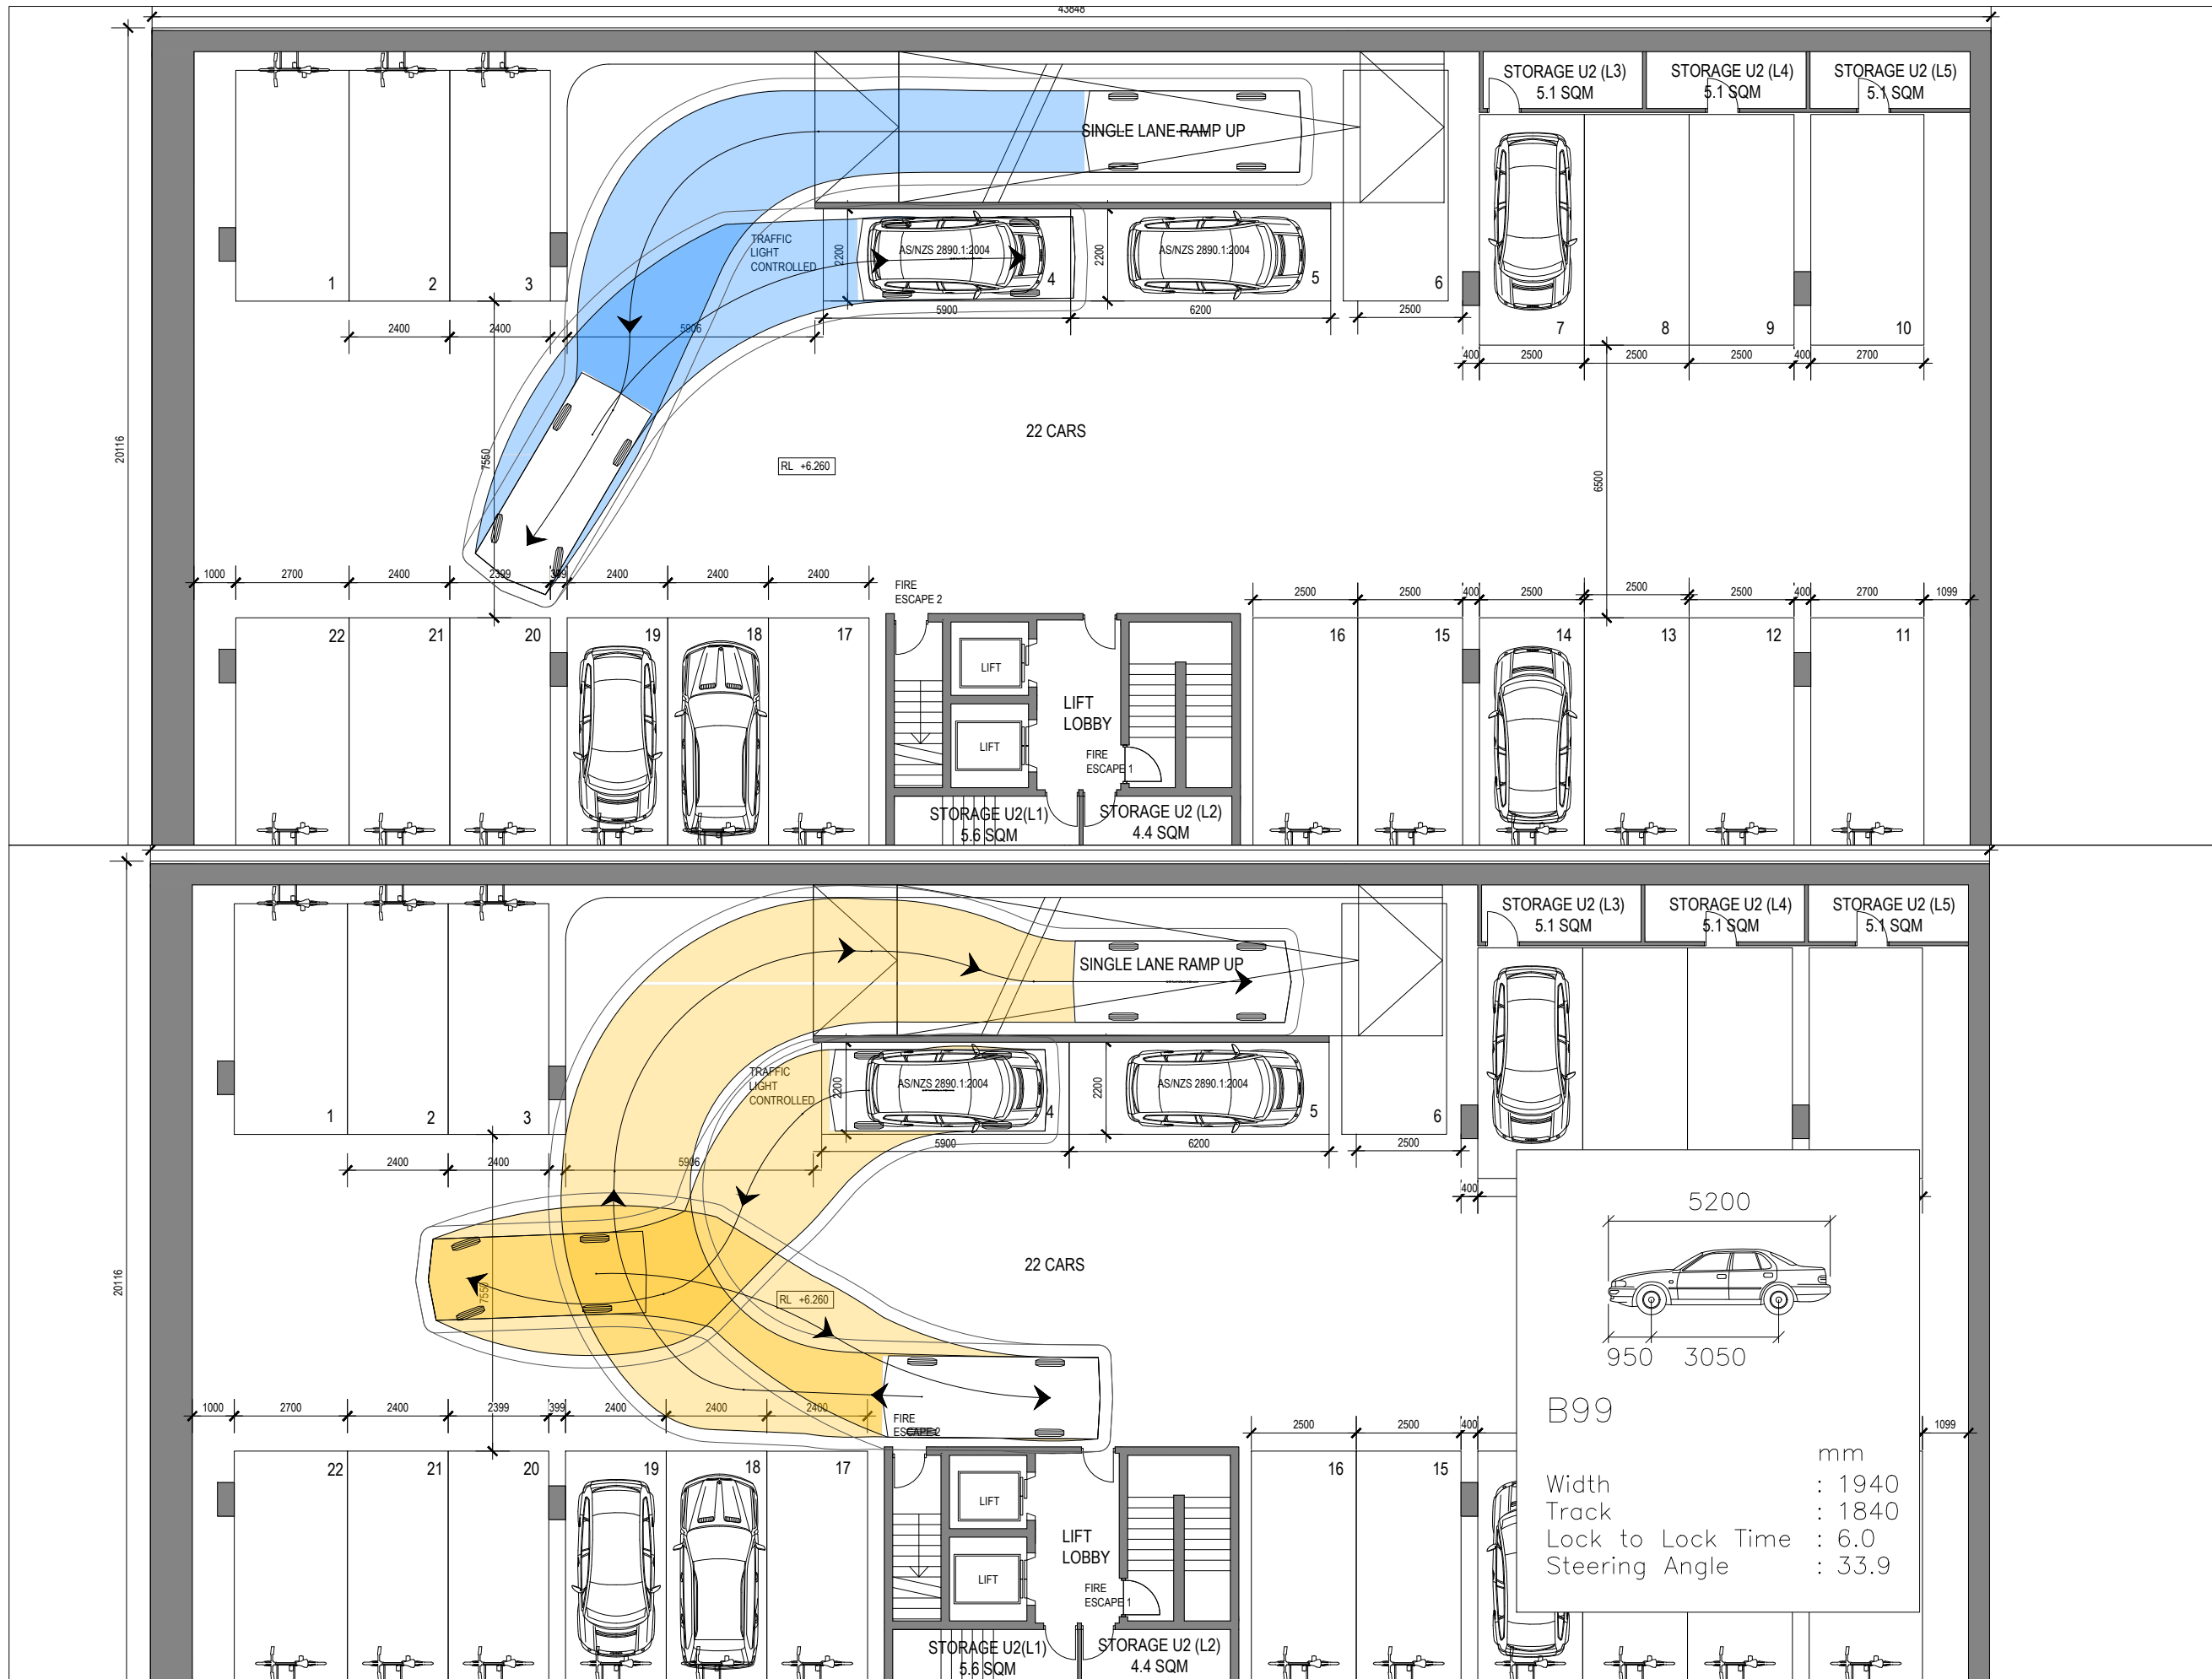 43848
STORAGE U2 (L3)
5.1 SQM
STORAGE U2 (L4)
5.1 SQM
STORAGE U2 (L5)
5.1 SQM
SINGLE LANE RAMP UP
TRAFFIC
LIGHT
CONTROLLED
2200
AS/NZS 2890.1:2004
4
2200
AS/NZS 2890.1:2004
5
6
1
2
3
7
8
9
10
5900
6200
2500
2400
2400
5906
400
2500
2500
2500
400
2700
20116
7550
22 CARS
RL +6.260
6500
1000
2700
2400
2399
399
2400
2400
2400
FIRE
ESCAPE 2
2500
2500
400
2500
2500
2500
400
2700
1099
22
21
20
19
18
17
LIFT
LIFT
LIFT
LOBBY
FIRE
ESCAPE 1
16
15
14
13
12
11
STORAGE U2(L1)
5.6 SQM
STORAGE U2 (L2)
4.4 SQM
STORAGE U2 (L3)
5.1 SQM
STORAGE U2 (L4)
5.1 SQM
STORAGE U2 (L5)
5.1 SQM
SINGLE LANE RAMP UP
TRAFFIC
LIGHT
CONTROLLED
2200
AS/NZS 2890.1:2004
4
2200
AS/NZS 2890.1:2004
5
6
1
2
3
5900
6200
2500
2400
2400
5906
400
20116
7550
22 CARS
RL +6.260
1000
2700
2400
2399
399
2400
2400
2400
FIRE
ESCAPE 2
2500
2500
400
1099
22
21
20
19
18
17
LIFT
LIFT
LIFT
LOBBY
FIRE
ESCAPE 1
16
15
STORAGE U2(L1)
5.6 SQM
STORAGE U2 (L2)
4.4 SQM
5200
950
3050
B99
mm
Width : 1940
Track : 1840
Lock to Lock Time : 6.0
Steering Angle : 33.9